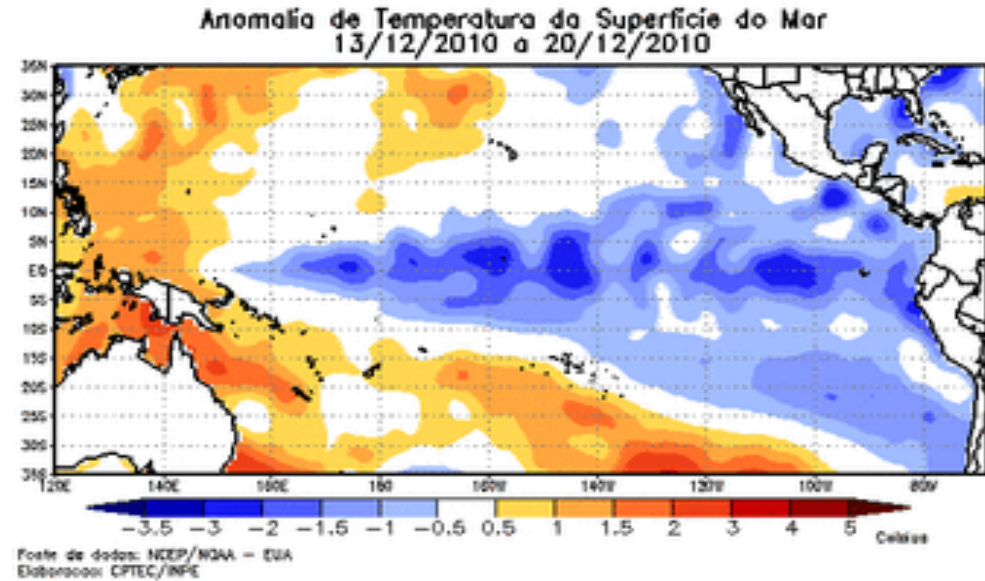 Anomalia de Temperatura da Superficie do Mar
13/12/2010 a 20/12/2010
35N
30N
25N
20N
15N
10N
5N
EQ
5S
10S
15S
20S
25S
30S
35S
120E 140E 160E 180 160W 140W 120W 100W 80W
-3.5 -3 -2 -1.5 -1 -0.5 0.5 1 1.5 2 3 4 5
Celsius
Fonte de dados: NCEP/NOAA - EUA
Elaboracao: CPTEC/INPE